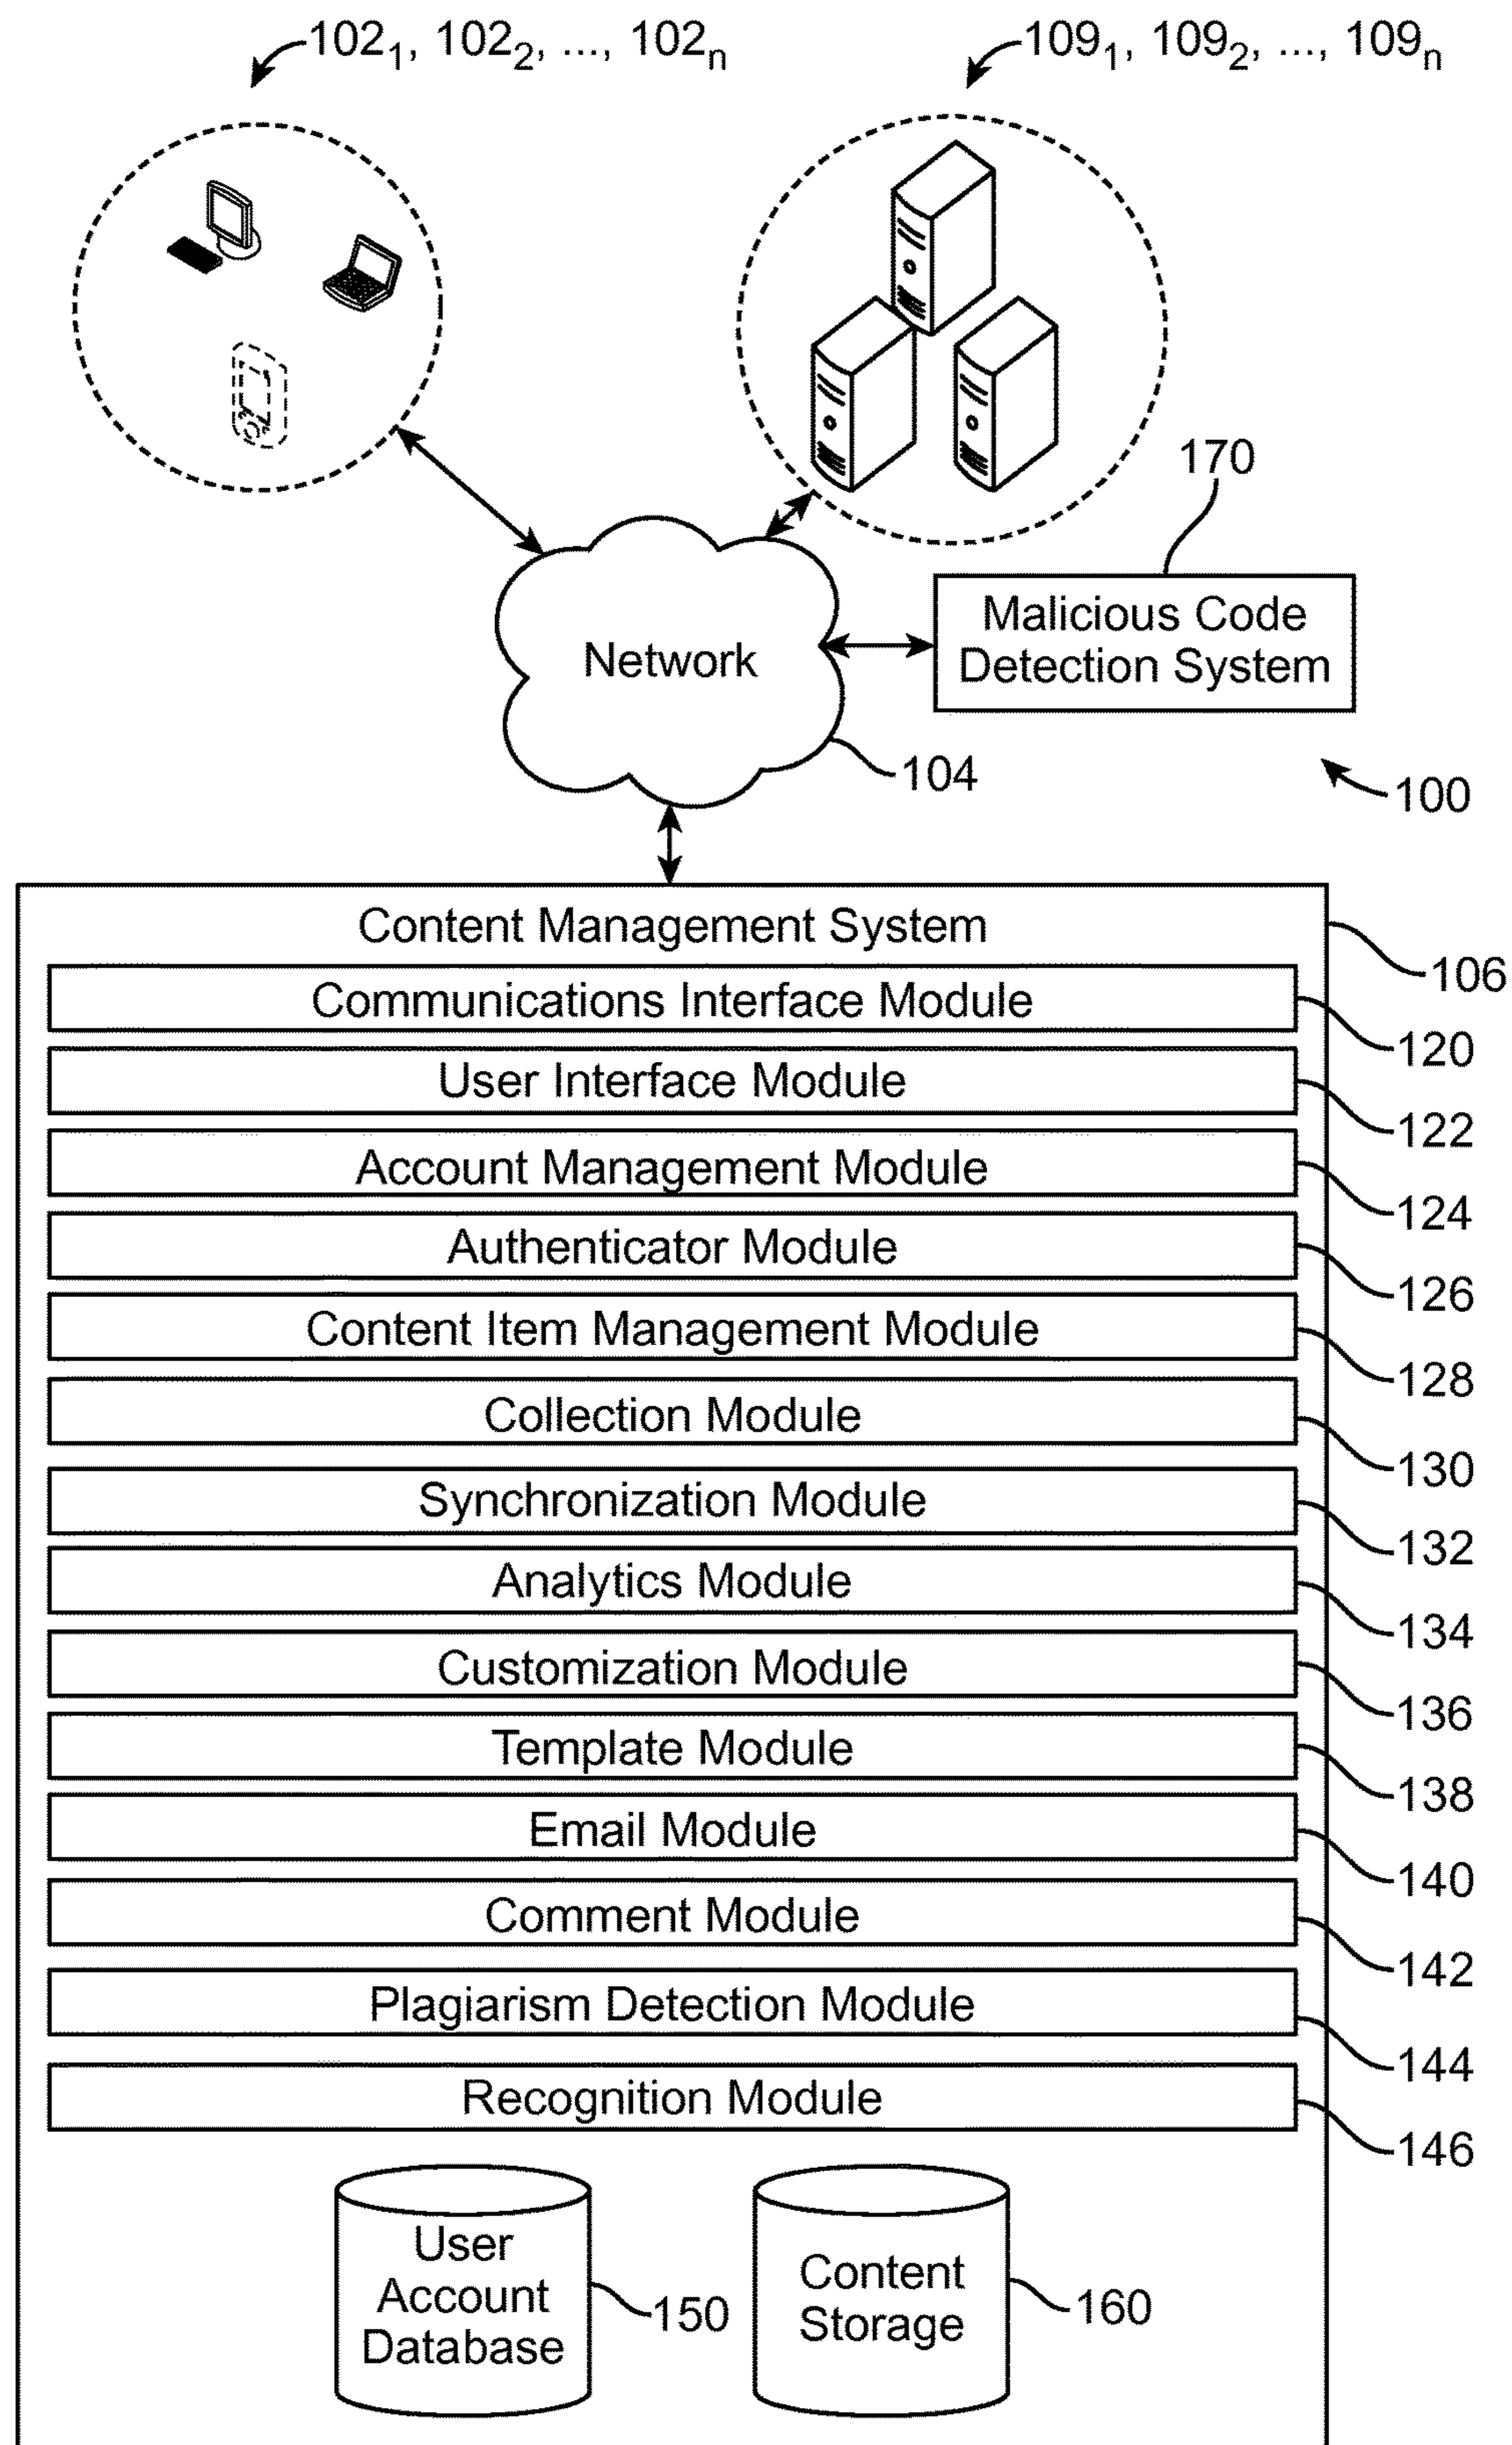 102₁, 102₂, ..., 102ₙ
109₁, 109₂, ..., 109ₙ
170
Malicious Code
Detection System
Network
104
100
Content Management System
106
Communications Interface Module
120
User Interface Module
122
Account Management Module
124
Authenticator Module
126
Content Item Management Module
128
Collection Module
130
Synchronization Module
132
Analytics Module
134
Customization Module
136
Template Module
138
Email Module
140
Comment Module
142
Plagiarism Detection Module
144
Recognition Module
146
User
Account
Database
150
Content
Storage
160